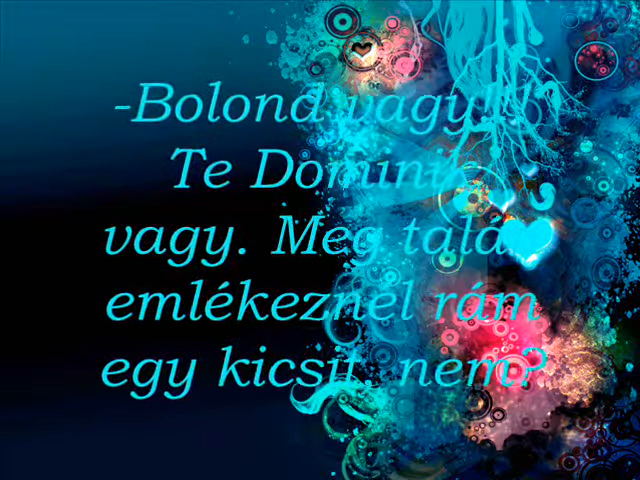 -Bolond vagy!!
Te
vagy. Meg
emlékeznél rám
egy kicsit, nem?